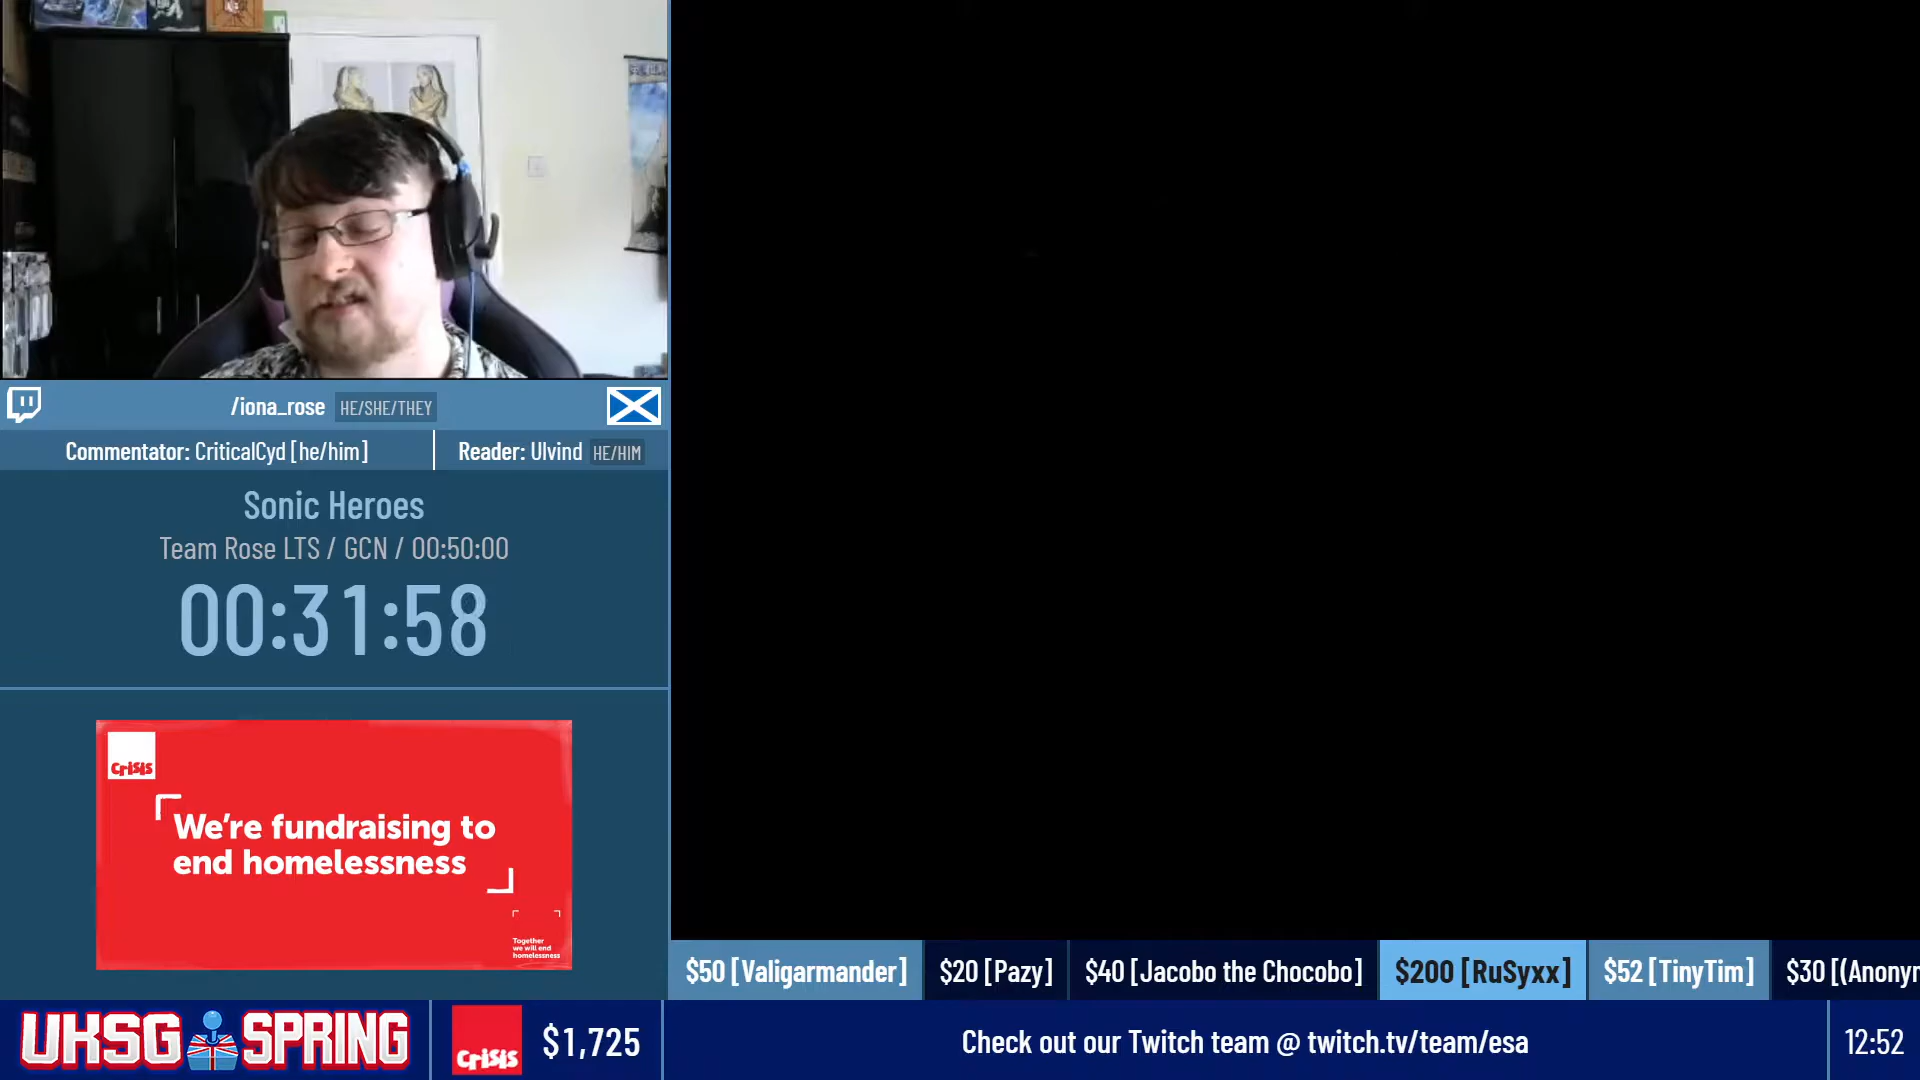 /iona_rose HE/SHE/THEY
Commentator: CriticalCyd [he/him]
Reader: Ulvind HE/HIM
Sonic Heroes
Team Rose LTS / GCN / 00:50:00
00:31:58
Crisis
We're fundraising to
end homelessness
Together
we will end
homelessness
$50 [Valigarmander] $20 [Pazy] $40 [Jacobo the Chocobo] $200 [RuSyxx] $52 [TinyTim] $30 [(Anonyn
UKSG SPRING Crisis $1,725 Check out our Twitch team @ twitch.tv/team/esa 12:52